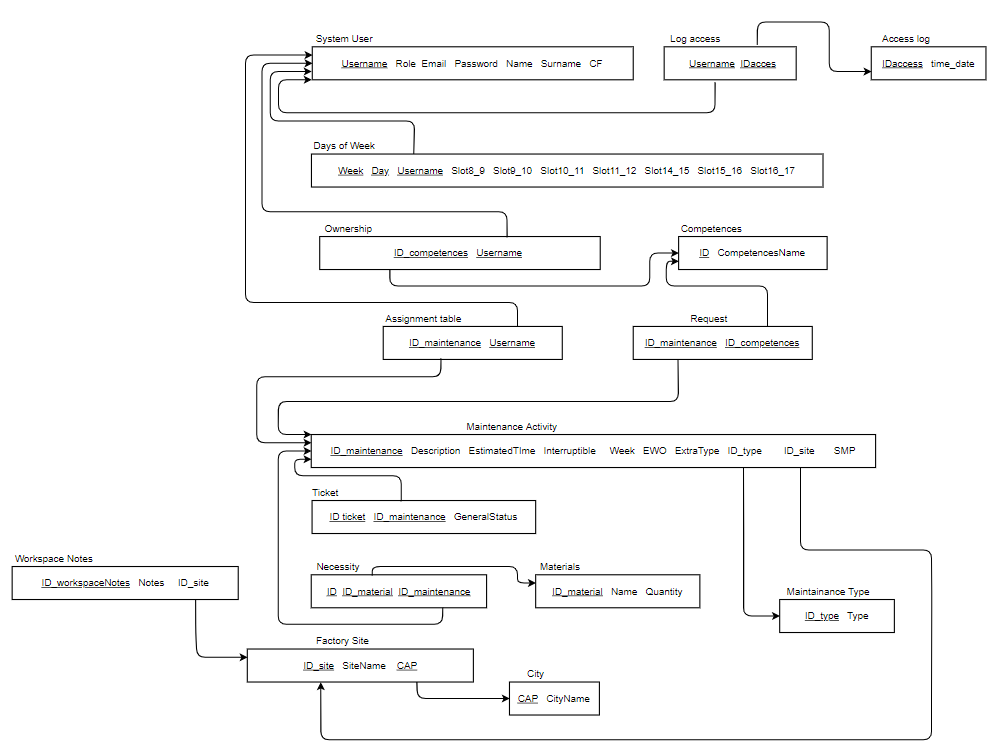 System User
Username Role Email Password Name Surname CF
Log access
Username IDacces
Access log
IDaccess time_date
Days of Week
Week Day Username Slot8_9 Slot9_10 Slot10_11 Slot11_12 Slot14_15 Slot15_16 Slot16_17
Ownership
ID_competences Username
Competences
ID CompetencesName
Assignment table
ID_maintenance Username
Request
ID_maintenance ID_competences
Maintenance Activity
ID_maintenance Description EstimatedTIme Interruptible Week EWO ExtraType ID_type ID_site SMP
Ticket
ID ticket ID_maintenance GeneralStatus
Workspace Notes
ID_workspaceNotes Notes ID_site
Necessity
ID ID_material ID_maintenance
Materials
ID_material Name Quantity
Maintainance Type
ID_type Type
Factory Site
ID_site SiteName CAP
City
CAP CityName